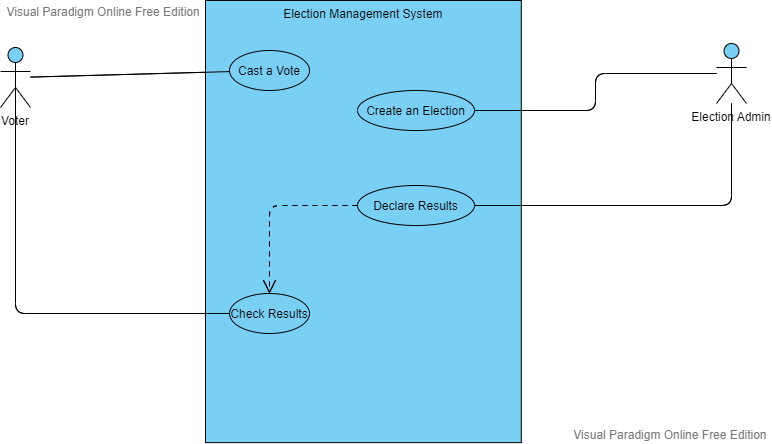 Visual Paradigm Online Free Edition
Election Management System
Cast a Vote
Create an Election
Voter
Election Admin
Declare Results
Check Results
Visual Paradigm Online Free Edition